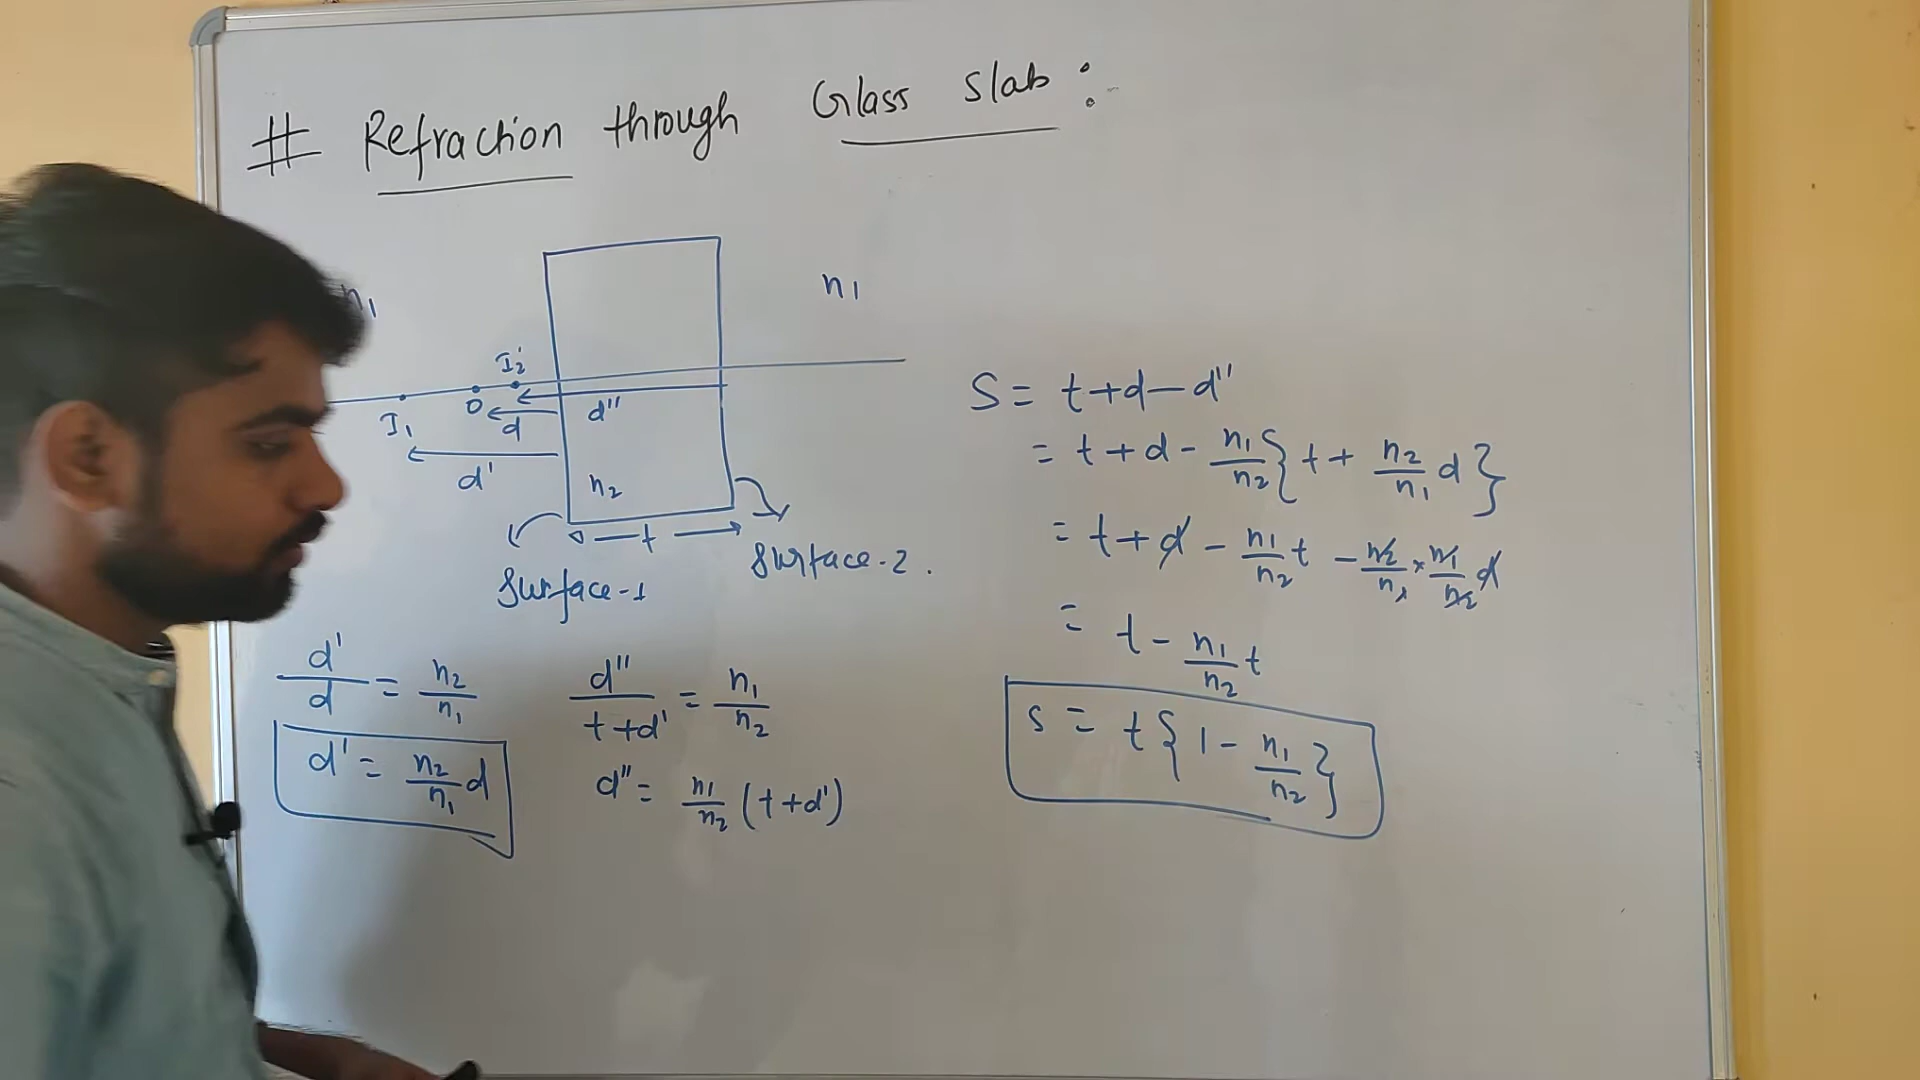 # Refraction through Glass Slab :
n₁
n₁
I₂
I₁
O
d
d''
d'
n₂
t
Surface-1
Surface-2.
d'/d = n₂/n₁
d' = n₂/n₁ d
d''/(t+d') = n₁/n₂
d'' = n₁/n₂ (t+d')
S = t+d-d''
= t+d- n₁/n₂ { t+ n₂/n₁ d }
= t+d - n₁/n₂ t - n₂/n₁ × n₁/n₂ d
= t - n₁/n₂ t
S = t { 1 - n₁/n₂ }